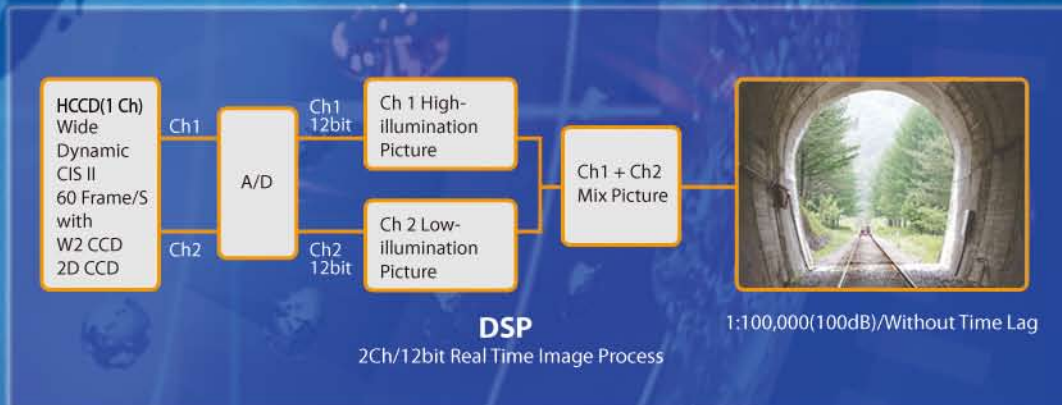 HCCD(1 Ch)
Wide
Dynamic
CIS II
60 Frame/S
with
W2 CCD
2D CCD
Ch1
Ch2
A/D
Ch1
12bit
Ch2
12bit
Ch 1 High-
illumination
Picture
Ch 2 Low-
illumination
Picture
Ch1 + Ch2
Mix Picture
1:100,000(100dB)/Without Time Lag
DSP
2Ch/12bit Real Time Image Process